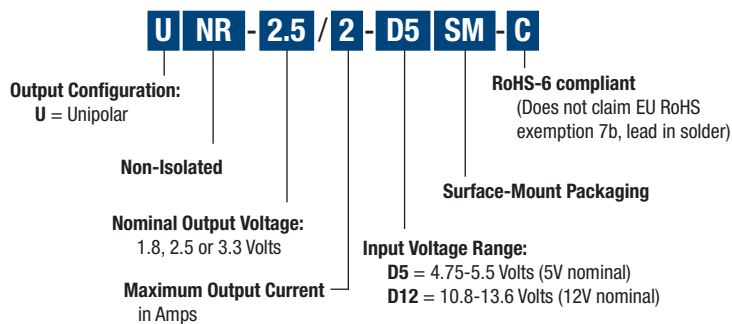 U NR - 2.5 / 2 - D5 SM - C
Output Configuration:
U = Unipolar
Non-Isolated
Nominal Output Voltage:
1.8, 2.5 or 3.3 Volts
Maximum Output Current
in Amps
Input Voltage Range:
D5 = 4.75-5.5 Volts (5V nominal)
D12 = 10.8-13.6 Volts (12V nominal)
Surface-Mount Packaging
RoHS-6 compliant
(Does not claim EU RoHS
exemption 7b, lead in solder)